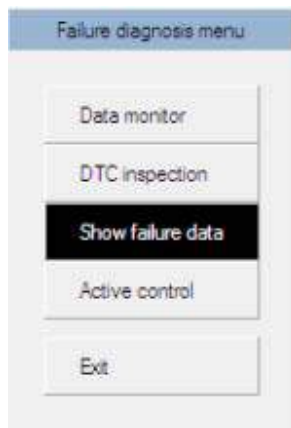 Failure diagnosis menu
Data monitor
DTC inspection
Show failure data
Active control
Exit